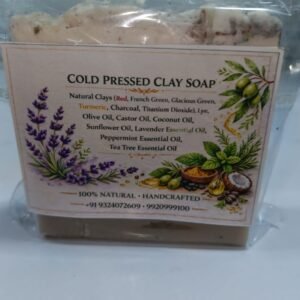 COLD PRESSED CLAY SOAP
Natural Clays (Red, French Green, Glacious Green,
Turmeric, Charcoal, Thanium Dioxide), Lye,
Olive Oil, Castor Oil, Coconut Oil,
Sunflower Oil, Lavender Essential Oil,
Peppermint Essential Oil,
Tea Tree Essential Oil
100% NATURAL • HANDCRAFTED
+91 9324072609 • 9920999100